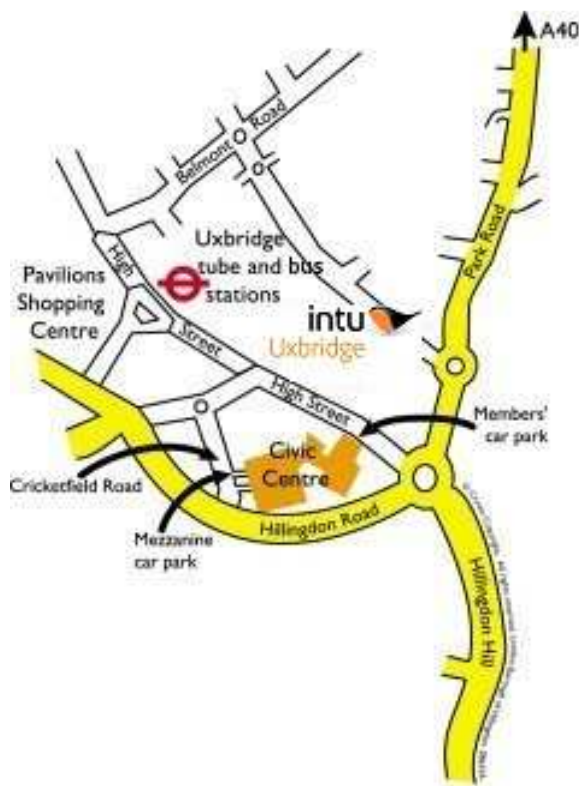 A40
Belmont Road
Park Road
High Street
Uxbridge
tube and bus
stations
Pavilions
Shopping
Centre
intu
Uxbridge
High Street
Members'
car park
Civic
Centre
Cricketfield Road
Mezzanine
car park
Hillingdon Road
Hillingdon Hill